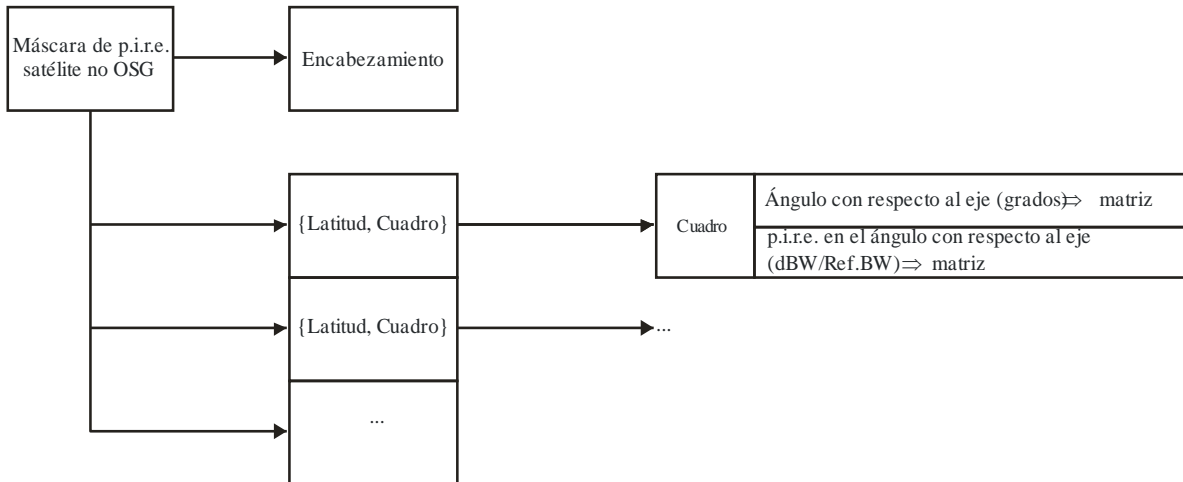 Máscara de p.i.r.e.
satélite no OSG
Encabezamiento
{Latitud, Cuadro}
Cuadro
Ángulo con respecto al eje (grados)⇒ matriz
p.i.r.e. en el ángulo con respecto al eje
(dBW/Ref.BW)⇒ matriz
{Latitud, Cuadro}
...
...